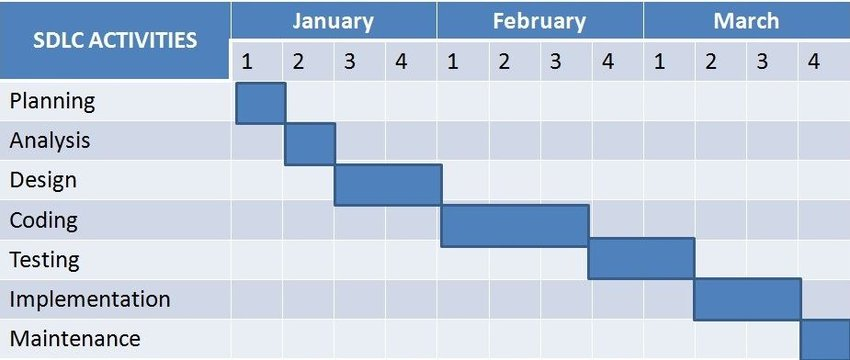 SDLC ACTIVITIES January February March
1 2 3 4 1 2 3 4 1 2 3 4
Planning
Analysis
Design
Coding
Testing
Implementation
Maintenance